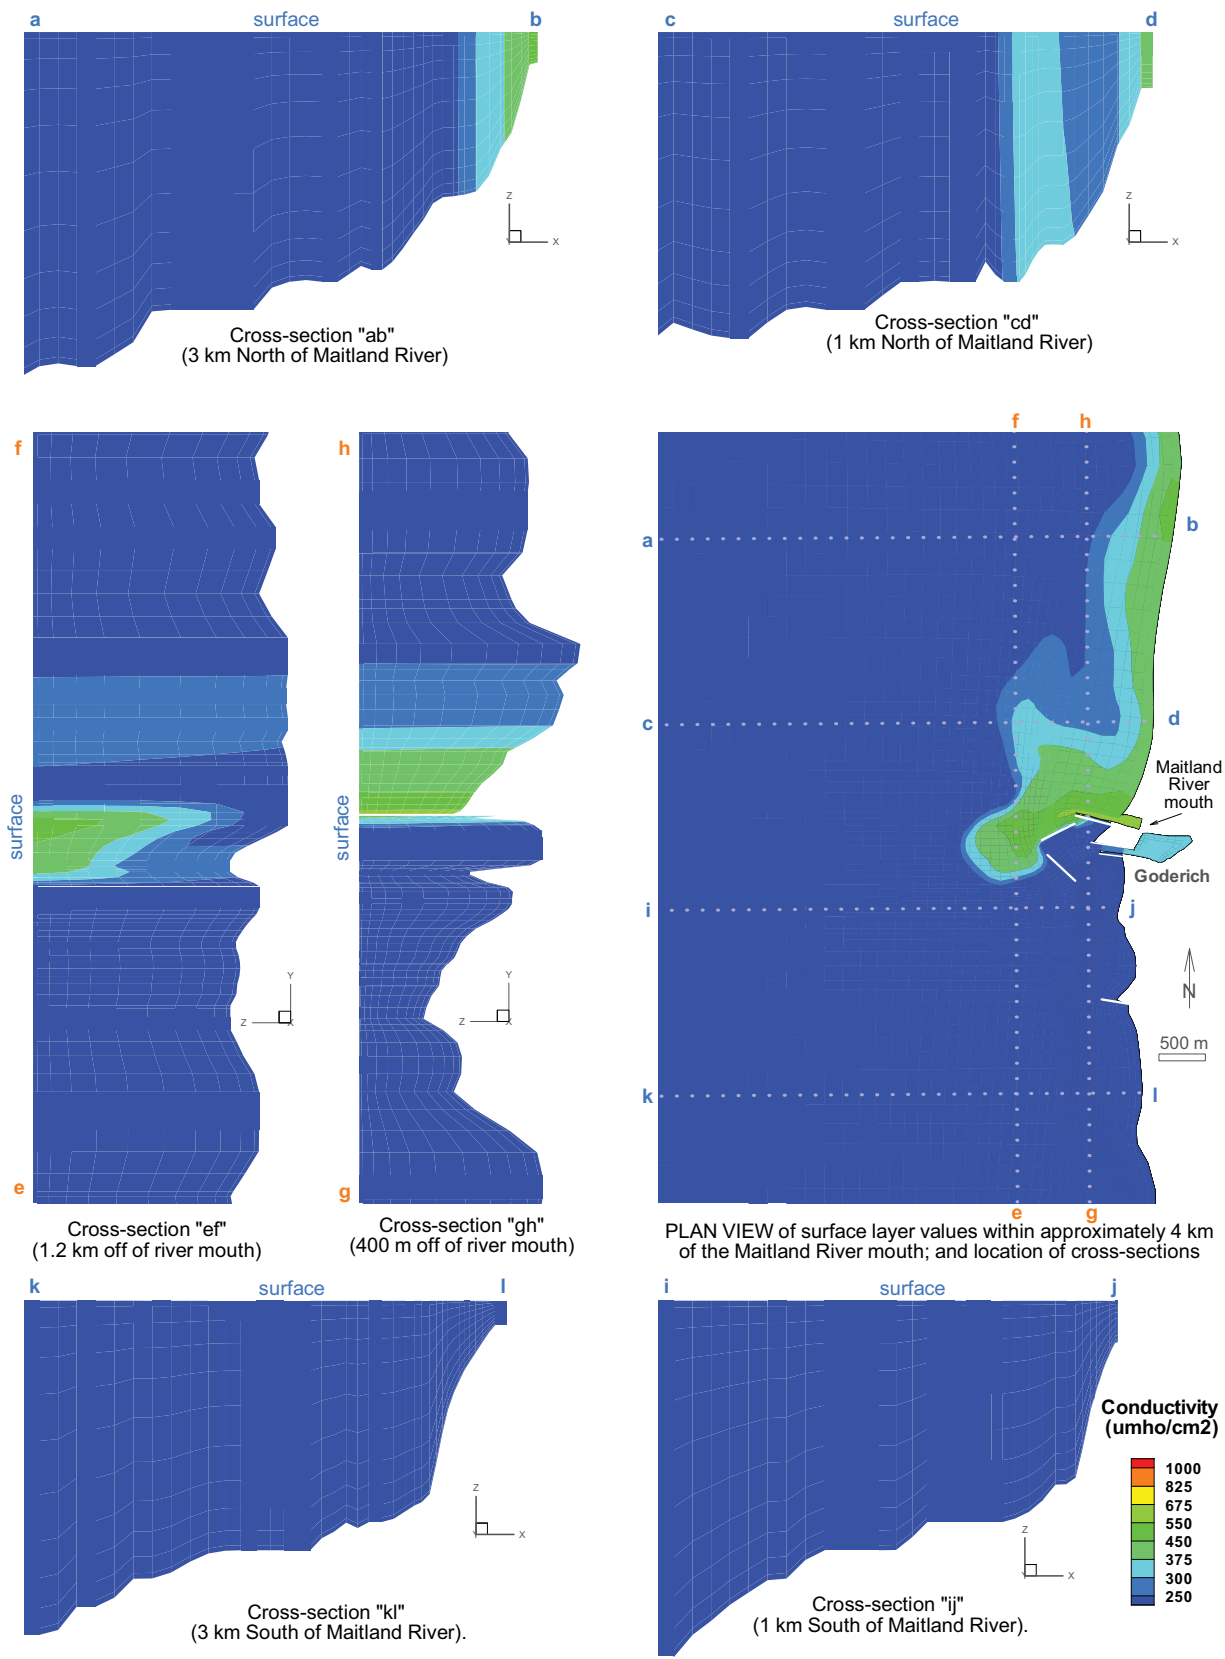 a surface b
c surface d
Z
X
Y
Z
X
Cross-section "ab"
(3 km North of Maitland River)
Cross-section "cd"
(1 km North of Maitland River)
f
h
f h
b
a
c
d
surface
surface
Maitland
River
mouth
Goderich
i
j
Y
Z
X
Y
Z
X
N
500 m
k
l
e
g
e g
Cross-section "ef"
(1.2 km off of river mouth)
Cross-section "gh"
(400 m off of river mouth)
PLAN VIEW of surface layer values within approximately 4 km
of the Maitland River mouth; and location of cross-sections
k surface l
i surface j
Z
X
Z
X
Conductivity
(umho/cm2)
1000
825
675
550
450
375
300
250
Cross-section "kl"
(3 km South of Maitland River).
Cross-section "ij"
(1 km South of Maitland River).